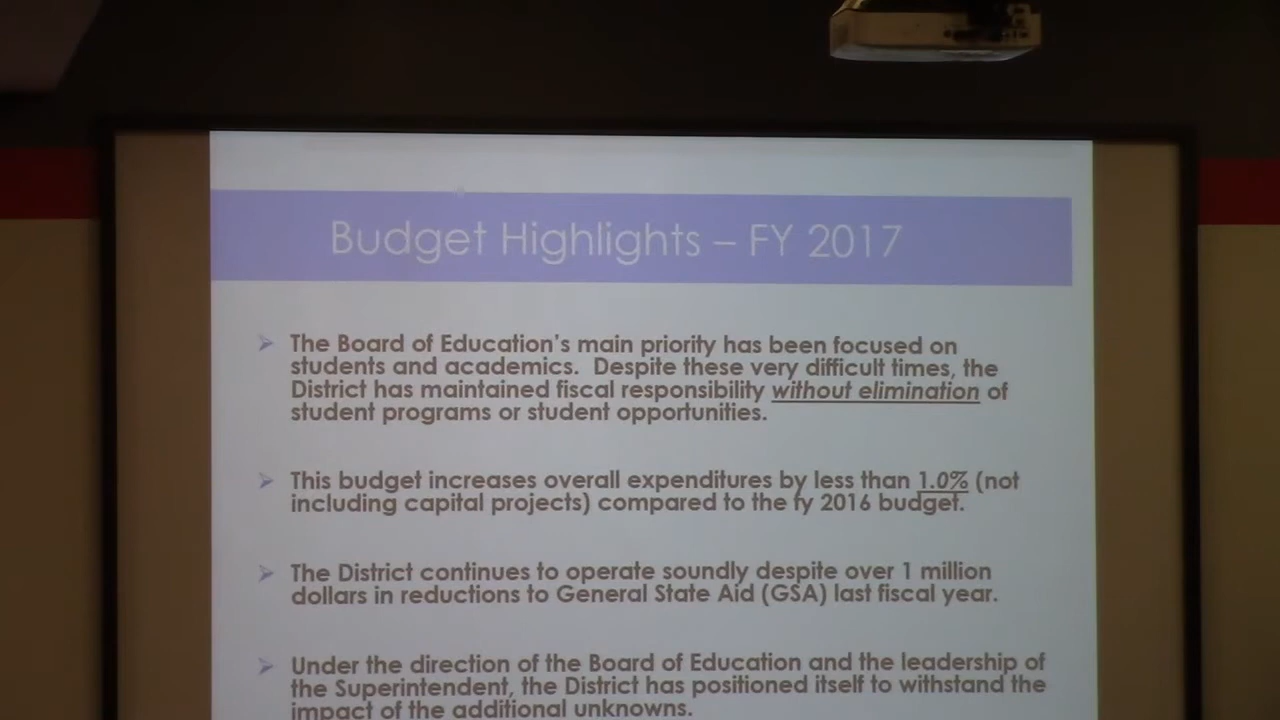 Budget Highlights – FY 2017
The Board of Education's main priority has been focused on
students and academics. Despite these very difficult times, the
District has maintained fiscal responsibility without elimination of
student programs or student opportunities.
This budget increases overall expenditures by less than 1.0% (not
including capital projects) compared to the fy 2016 budget.
The District continues to operate soundly despite over 1 million
dollars in reductions to General State Aid (GSA) last fiscal year.
Under the direction of the Board of Education and the leadership of
the Superintendent, the District has positioned itself to withstand the
impact of the additional unknowns.